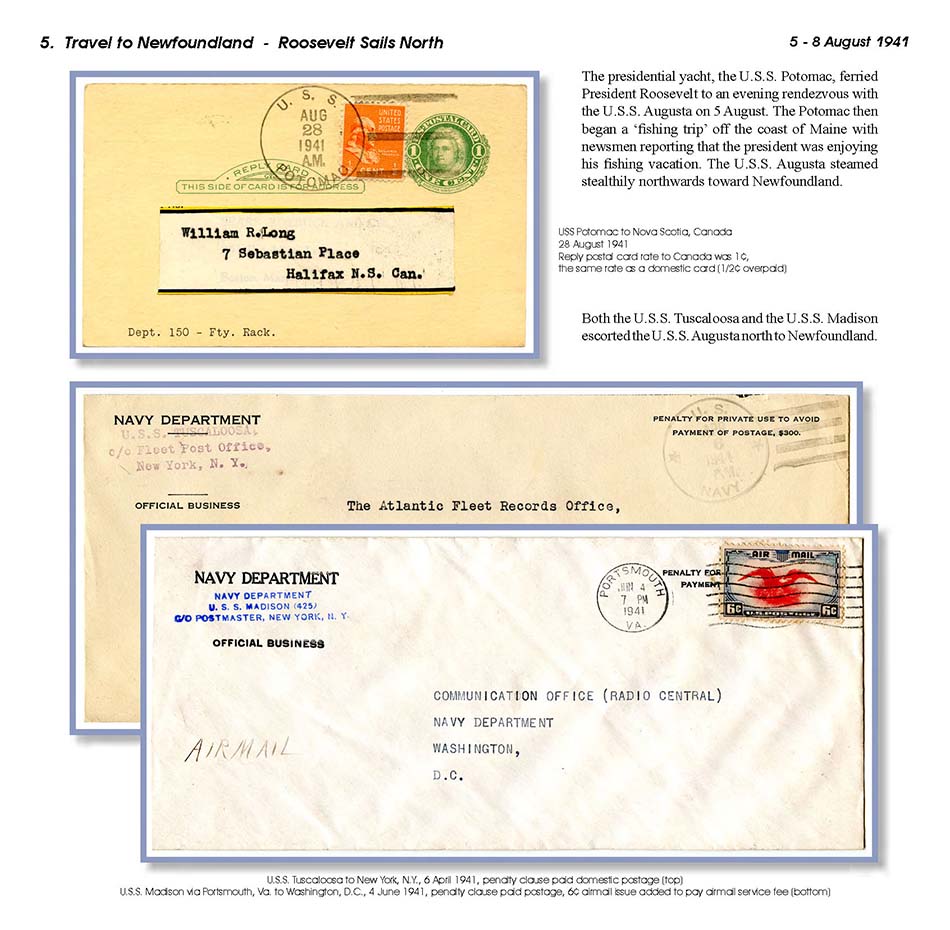 5. Travel to Newfoundland - Roosevelt Sails North
5 - 8 August 1941
U. S. S.
AUG
28
1941
A.M.
POTOMAC
UNITED
STATES
POSTAGE
POSTAL CARD
1 1
ONE CENT
REPLY CARD
THIS SIDE OF CARD IS FOR ADDRESS
William R.Long
7 Sebastian Place
Halifax N.S. Can.
Dept. 150 - Fty. Rack.
The presidential yacht, the U.S.S. Potomac, ferried
President Roosevelt to an evening rendezvous with
the U.S.S. Augusta on 5 August. The Potomac then
began a ‘fishing trip’ off the coast of Maine with
newsmen reporting that the president was enjoying
his fishing vacation. The U.S.S. Augusta steamed
stealthily northwards toward Newfoundland.
USS Potomac to Nova Scotia, Canada
28 August 1941
Reply postal card rate to Canada was 1¢,
the same rate as a domestic card (1/2¢ overpaid)
Both the U.S.S. Tuscaloosa and the U.S.S. Madison
escorted the U.S.S. Augusta north to Newfoundland.
NAVY DEPARTMENT
U.S.S. TUSCALOOSA,
c/o Fleet Post Office,
New York, N. Y.
OFFICIAL BUSINESS
PENALTY FOR PRIVATE USE TO AVOID
PAYMENT OF POSTAGE, $300.
U. S.
NAVY
The Atlantic Fleet Records Office,
NAVY DEPARTMENT
NAVY DEPARTMENT
U. S. S. MADISON (425)
C/O POSTMASTER, NEW YORK, N. Y.
OFFICIAL BUSINESS
PORTSMOUTH
JUN 4
7 PM
1941
VA.
PENALTY FOR
PAYMENT
AIR MAIL
6¢ 6¢
U.S. POSTAGE
COMMUNICATION OFFICE (RADIO CENTRAL)
NAVY DEPARTMENT
WASHINGTON,
D.C.
AIRMAIL
U.S.S. Tuscaloosa to New York, N.Y., 6 April 1941, penalty clause paid domestic postage (top)
U.S.S. Madison via Portsmouth, Va. to Washington, D.C., 4 June 1941, penalty clause paid postage, 6¢ airmail issue added to pay airmail service fee (bottom)